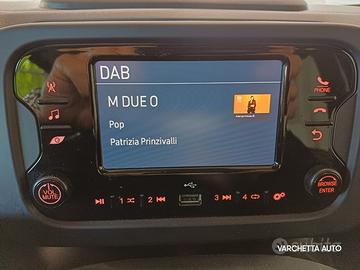 DAB
M DUE O
Pop
Patrizia Prinzivalli
PHONE
VOL
MUTE
BROWSE
ENTER
1
2
3
4
VARCHETTA AUTO